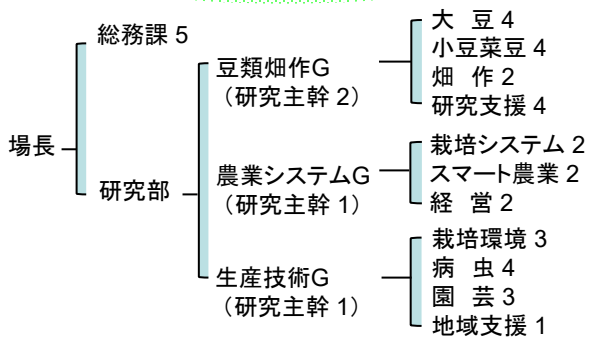 場長
総務課 5
研究部
豆類畑作G
（研究主幹 2）
大 豆 4
小豆菜豆 4
畑 作 2
研究支援 4
農業システムG
（研究主幹 1）
栽培システム 2
スマート農業 2
経 営 2
生産技術G
（研究主幹 1）
栽培環境 3
病 虫 4
園 芸 3
地域支援 1